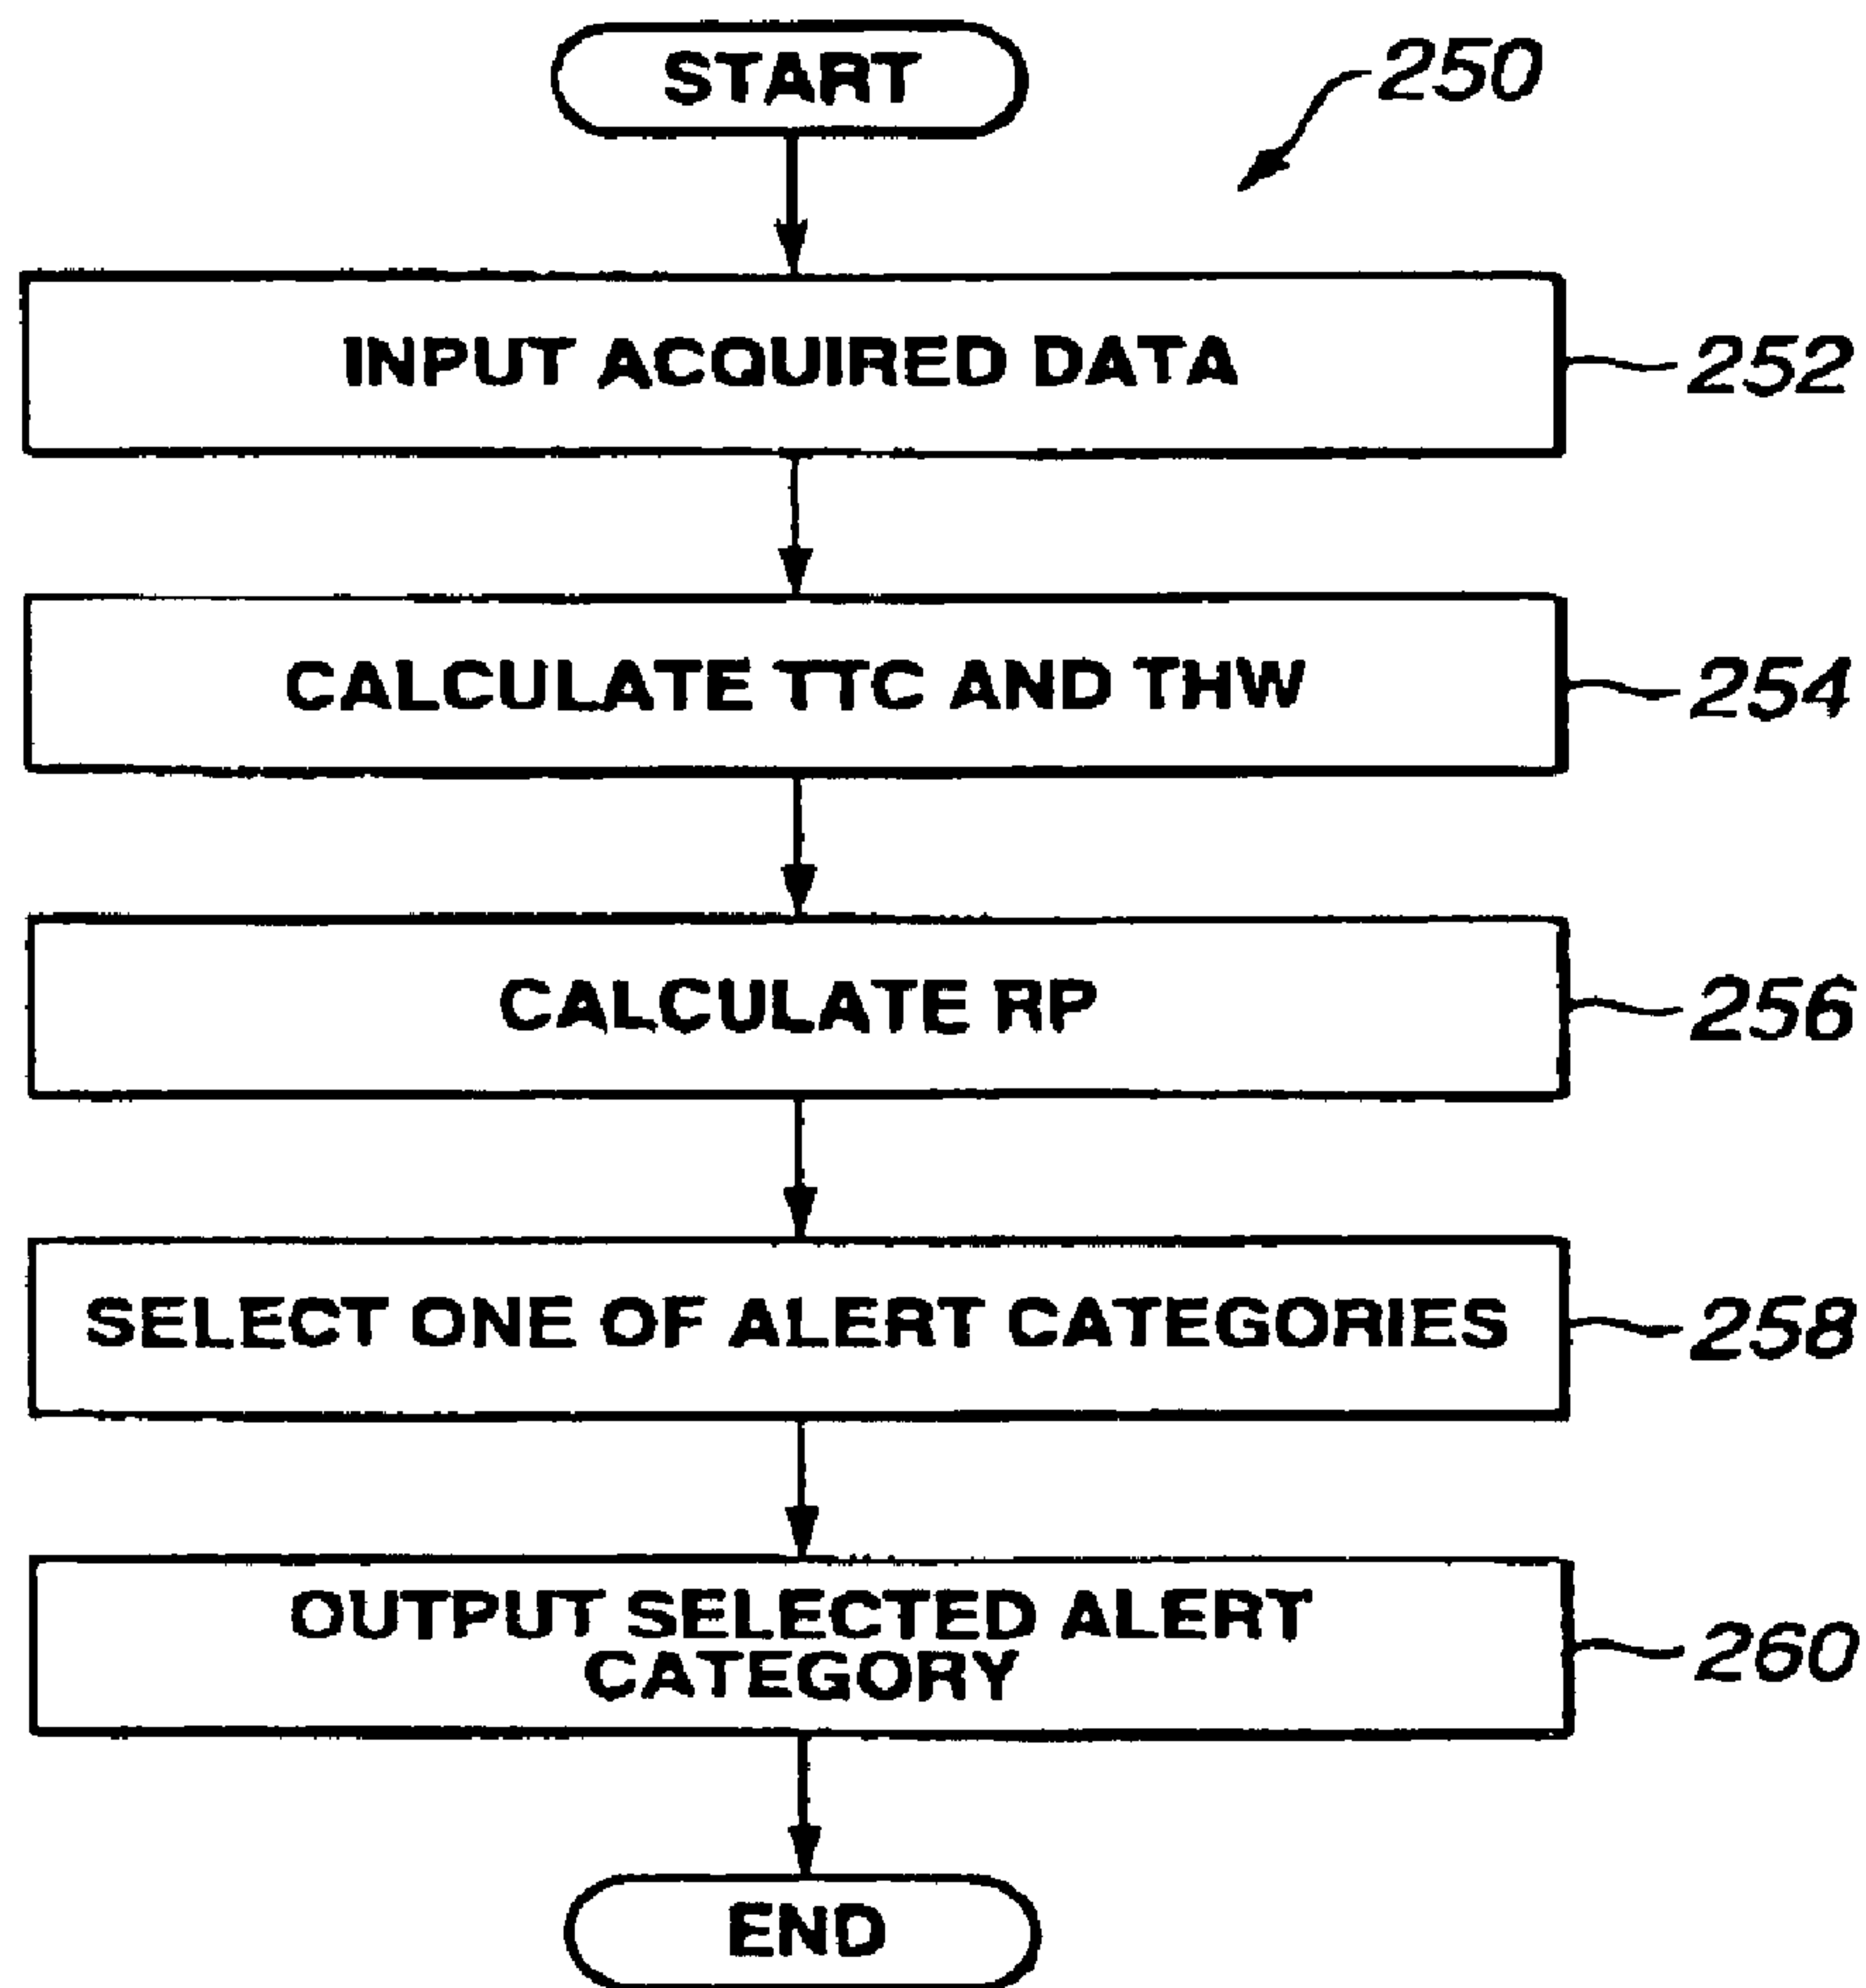 START
250
INPUT ACQUIRED DATA
252
CALCULATE TTC AND THW
254
CALCULATE RP
256
SELECT ONE OF ALERT CATEGORIES
258
OUTPUT SELECTED ALERT
CATEGORY
260
END